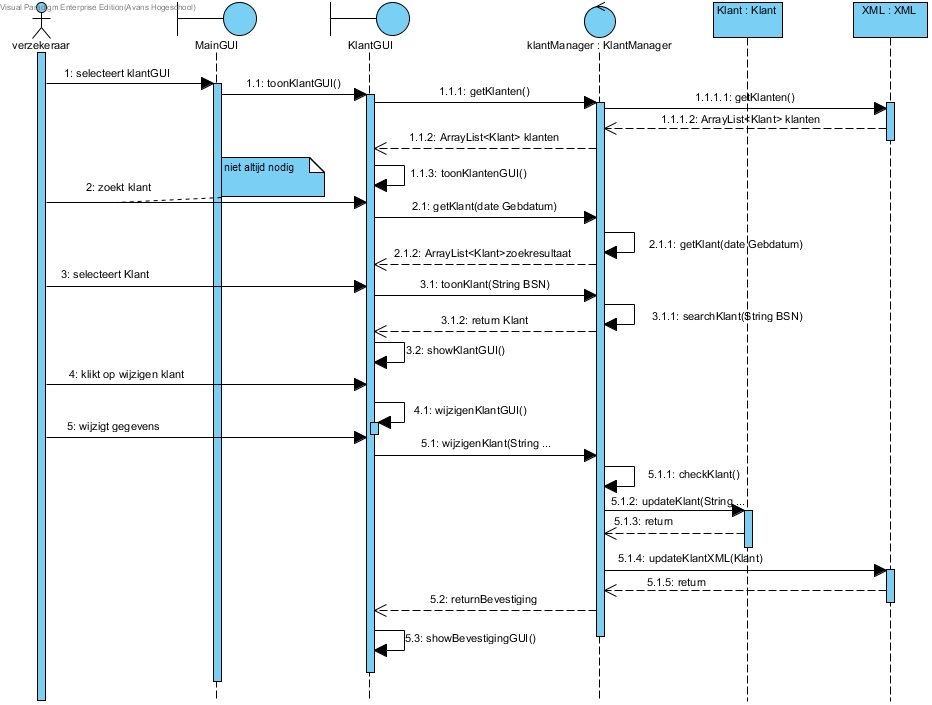 Visual Paradigm Enterprise Edition(Avans Hogeschool)
verzekeraar
MainGUI
KlantGUI
klantManager : KlantManager
Klant : Klant
XML : XML
1: selecteert klantGUI
1.1: toonKlantGUI()
1.1.1: getKlanten()
1.1.1.1: getKlanten()
1.1.1.2: ArrayList<Klant> klanten
1.1.2: ArrayList<Klant> klanten
niet altijd nodig
1.1.3: toonKlantenGUI()
2: zoekt klant
2.1: getKlant(date Gebdatum)
2.1.1: getKlant(date Gebdatum)
2.1.2: ArrayList<Klant>zoekresultaat
3: selecteert Klant
3.1: toonKlant(String BSN)
3.1.1: searchKlant(String BSN)
3.1.2: return Klant
3.2: showKlantGUI()
4: klikt op wijzigen klant
4.1: wijzigenKlantGUI()
5: wijzigt gegevens
5.1: wijzigenKlant(String ...
5.1.1: checkKlant()
5.1.2: updateKlant(String ...
5.1.3: return
5.1.4: updateKlantXML(Klant)
5.1.5: return
5.2: returnBevestiging
5.3: showBevestigingGUI()